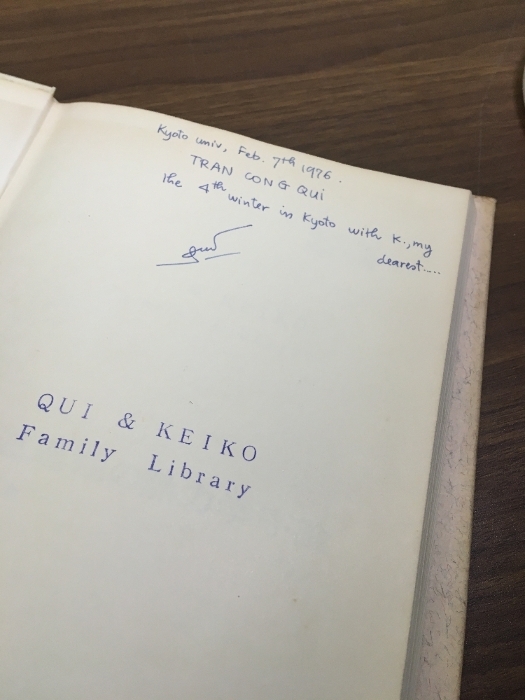 Kyoto univ, Feb. 7th 1976.
TRAN CONG QUI
the 4th winter in Kyoto with K., my
dearest.....
Qui
QUI & KEIKO
Family Library